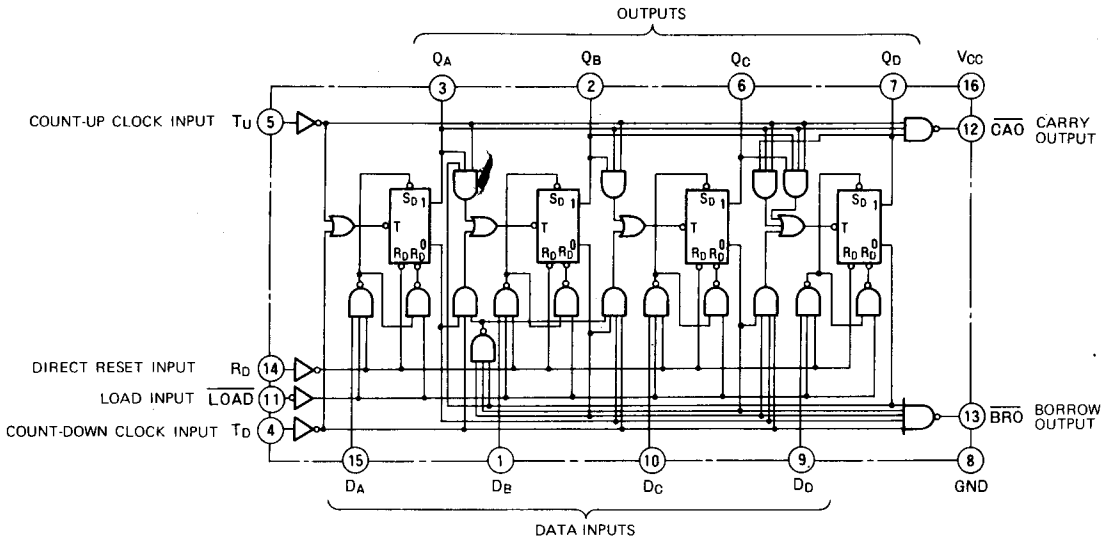 OUTPUTS
QA QB QC QD VCC
3 2 6 7 16
COUNT-UP CLOCK INPUT TU 5 12 CAO CARRY OUTPUT
SD 1 SD 1 SD 1 SD 1
T T T T
RD RD 0 RD RD 0 RD RD 0 RD RD 0
DIRECT RESET INPUT RD 14
LOAD INPUT LOAD 11
COUNT-DOWN CLOCK INPUT TD 4 13 BRO BORROW OUTPUT
15 1 10 9 8
DA DB DC DD GND
DATA INPUTS